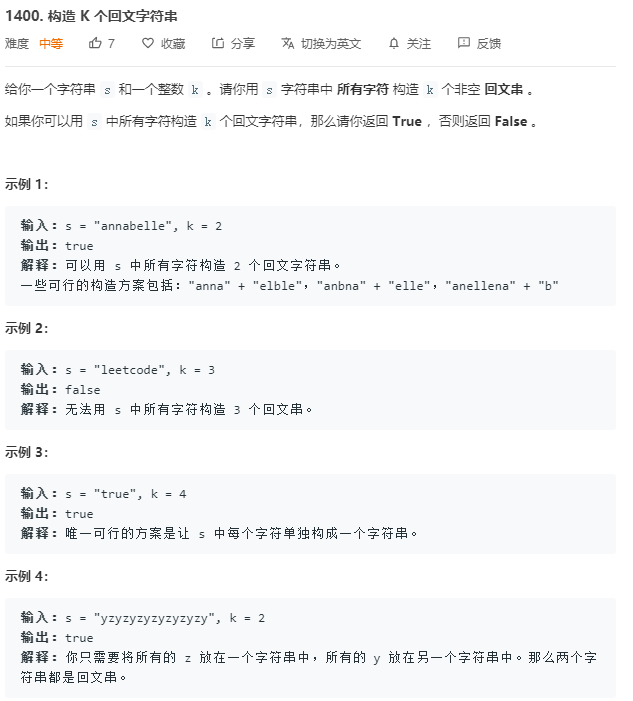 1400. 构造 K 个回文字符串
难度 中等 7 收藏 分享 切换为英文 关注 反馈
给你一个字符串 s 和一个整数 k 。请你用 s 字符串中 所有字符 构造 k 个非空 回文串 。
如果你可以用 s 中所有字符构造 k 个回文字符串，那么请你返回 True ，否则返回 False 。
示例 1：
输入：s = "annabelle", k = 2
输出：true
解释：可以用 s 中所有字符构造 2 个回文字符串。
一些可行的构造方案包括："anna" + "elble"，"anbna" + "elle"，"anellena" + "b"
示例 2：
输入：s = "leetcode", k = 3
输出：false
解释：无法用 s 中所有字符构造 3 个回文串。
示例 3：
输入：s = "true", k = 4
输出：true
解释：唯一可行的方案是让 s 中每个字符单独构成一个字符串。
示例 4：
输入：s = "yzyzyzyzyzyzyzy", k = 2
输出：true
解释：你只需要将所有的 z 放在一个字符串中，所有的 y 放在另一个字符串中。那么两个字
符串都是回文串。